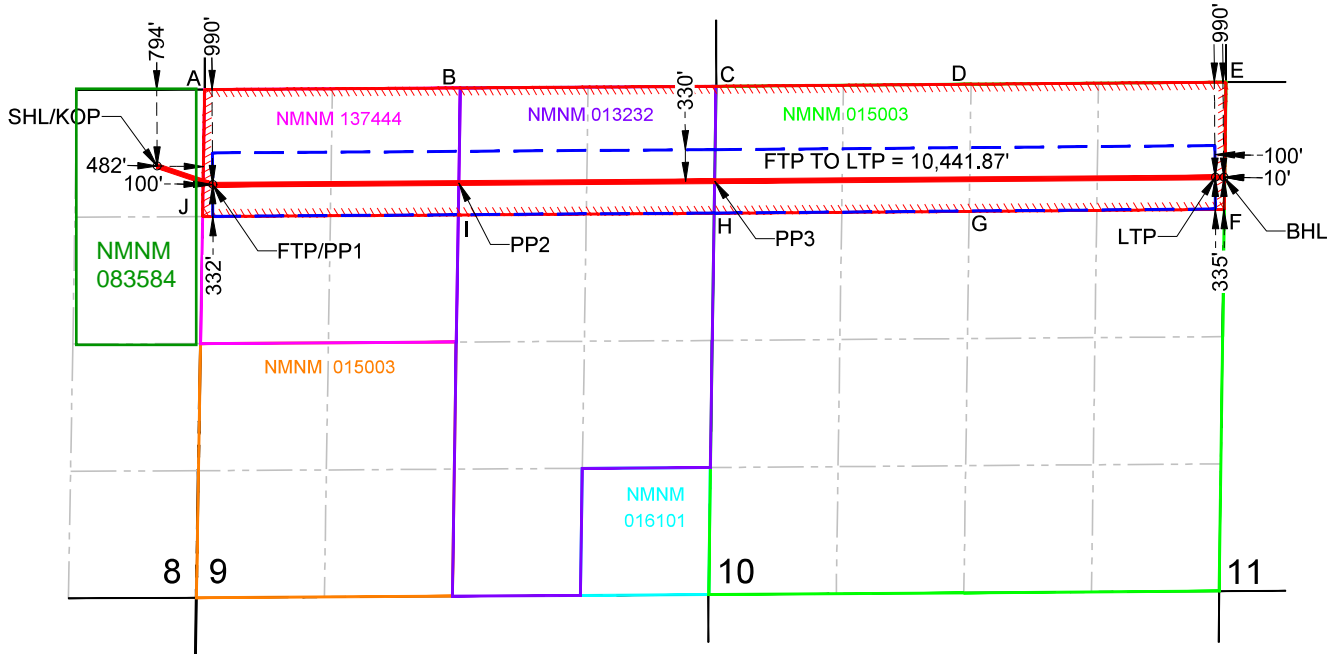 794'
990'
990'
A
B
C
D
E
SHL/KOP
NMNM 137444
NMNM 013232
330'
NMNM 015003
FTP TO LTP = 10,441.87'
482'
100'
100'
10'
J
I
H
G
F
PP2
PP3
LTP
BHL
FTP/PP1
332'
335'
NMNM
083584
NMNM 015003
NMNM
016101
8
9
10
11